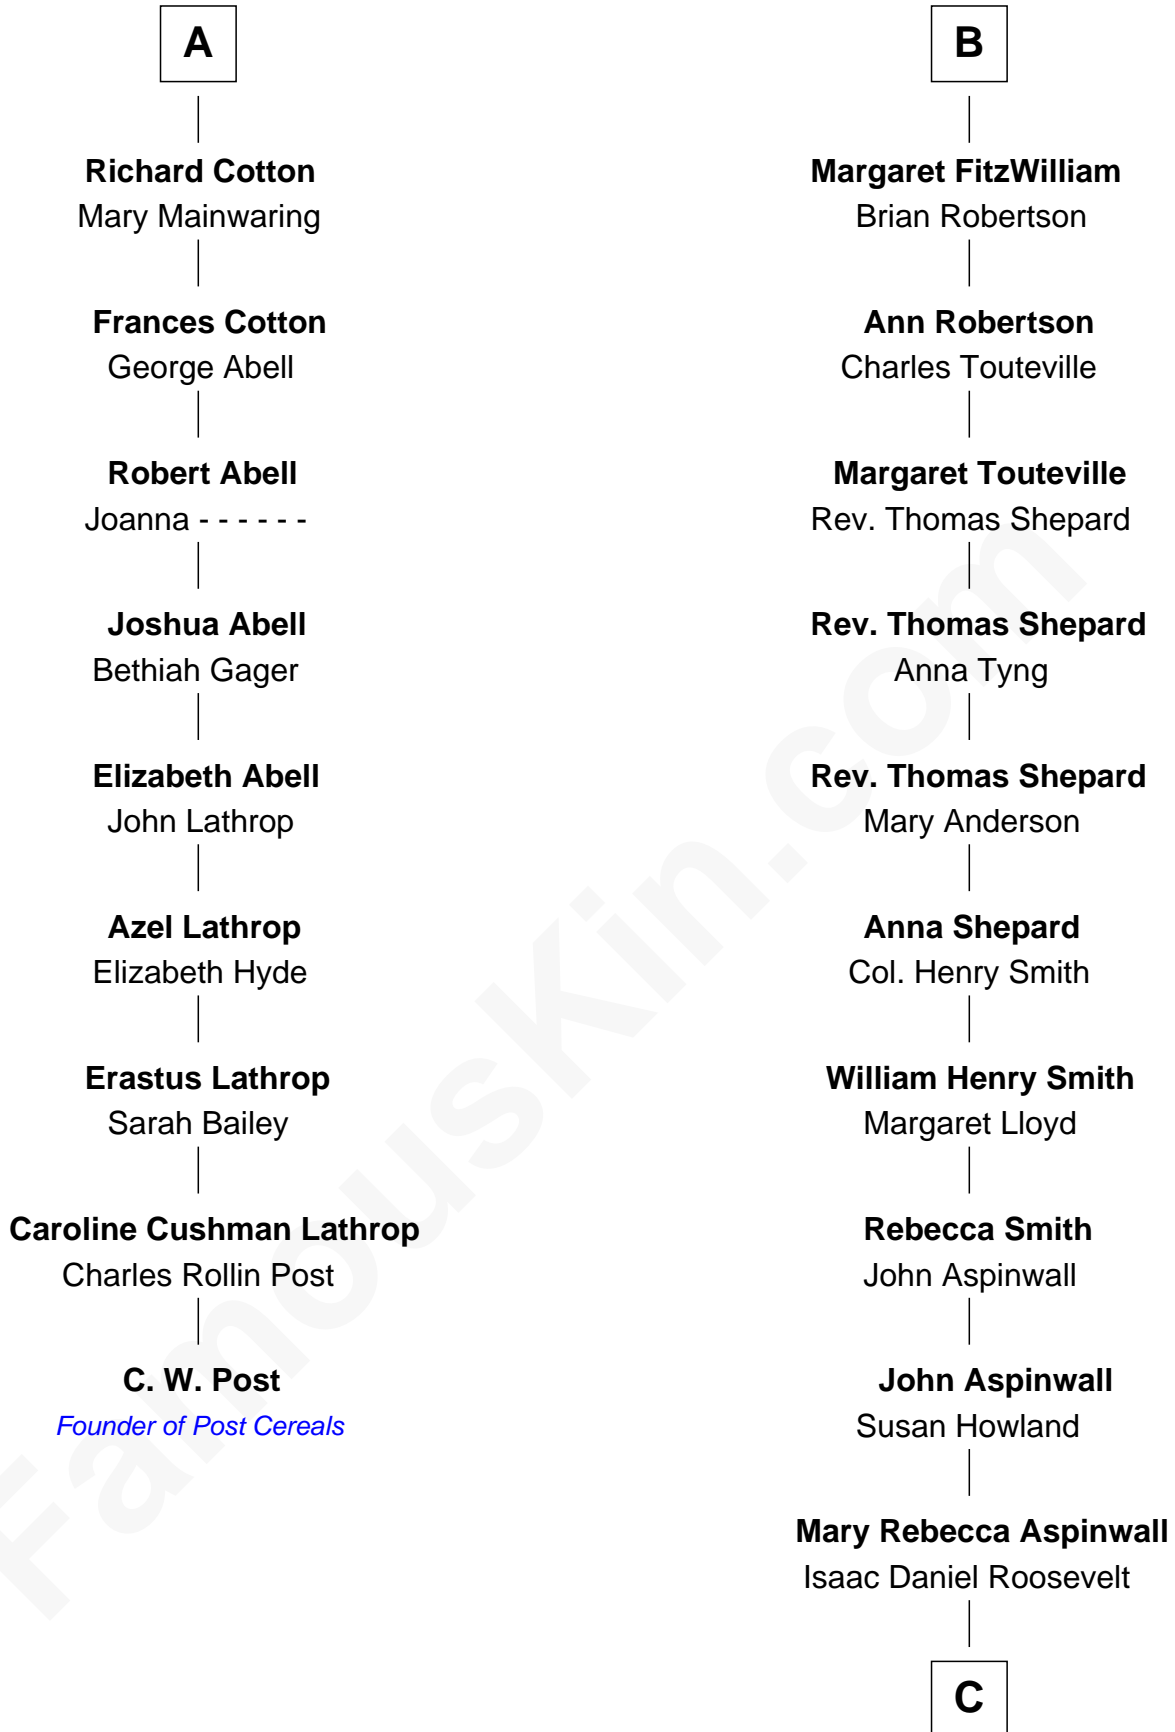 A
Richard Cotton
Mary Mainwaring
Frances Cotton
George Abell
Robert Abell
Joanna - - - - - -
Joshua Abell
Bethiah Gager
Elizabeth Abell
John Lathrop
Azel Lathrop
Elizabeth Hyde
Erastus Lathrop
Sarah Bailey
Caroline Cushman Lathrop
Charles Rollin Post
C. W. Post
Founder of Post Cereals
B
Margaret FitzWilliam
Brian Robertson
Ann Robertson
Charles Touteville
Margaret Touteville
Rev. Thomas Shepard
Rev. Thomas Shepard
Anna Tyng
Rev. Thomas Shepard
Mary Anderson
Anna Shepard
Col. Henry Smith
William Henry Smith
Margaret Lloyd
Rebecca Smith
John Aspinwall
John Aspinwall
Susan Howland
Mary Rebecca Aspinwall
Isaac Daniel Roosevelt
C
FamousKin.com